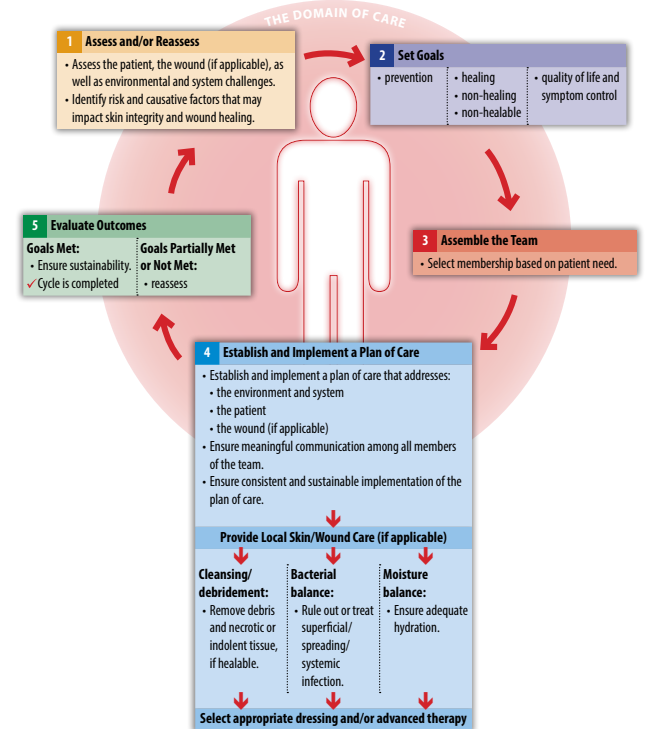 THE DOMAIN OF CARE
1 Assess and/or Reassess
• Assess the patient, the wound (if applicable), as
well as environmental and system challenges.
• Identify risk and causative factors that may
impact skin integrity and wound healing.
2 Set Goals
• prevention
• healing
• non-healing
• non-healable
• quality of life and
symptom control
3 Assemble the Team
• Select membership based on patient need.
4 Establish and Implement a Plan of Care
• Establish and implement a plan of care that addresses:
• the environment and system
• the patient
• the wound (if applicable)
• Ensure meaningful communication among all members
of the team.
• Ensure consistent and sustainable implementation of the
plan of care.
Provide Local Skin/Wound Care (if applicable)
Cleansing/
debridement:
• Remove debris
and necrotic or
indolent tissue,
if healable.
Bacterial
balance:
• Rule out or treat
superficial/
spreading/
systemic
infection.
Moisture
balance:
• Ensure adequate
hydration.
Select appropriate dressing and/or advanced therapy
5 Evaluate Outcomes
Goals Met:
• Ensure sustainability.
✓Cycle is completed
Goals Partially Met
or Not Met:
• reassess